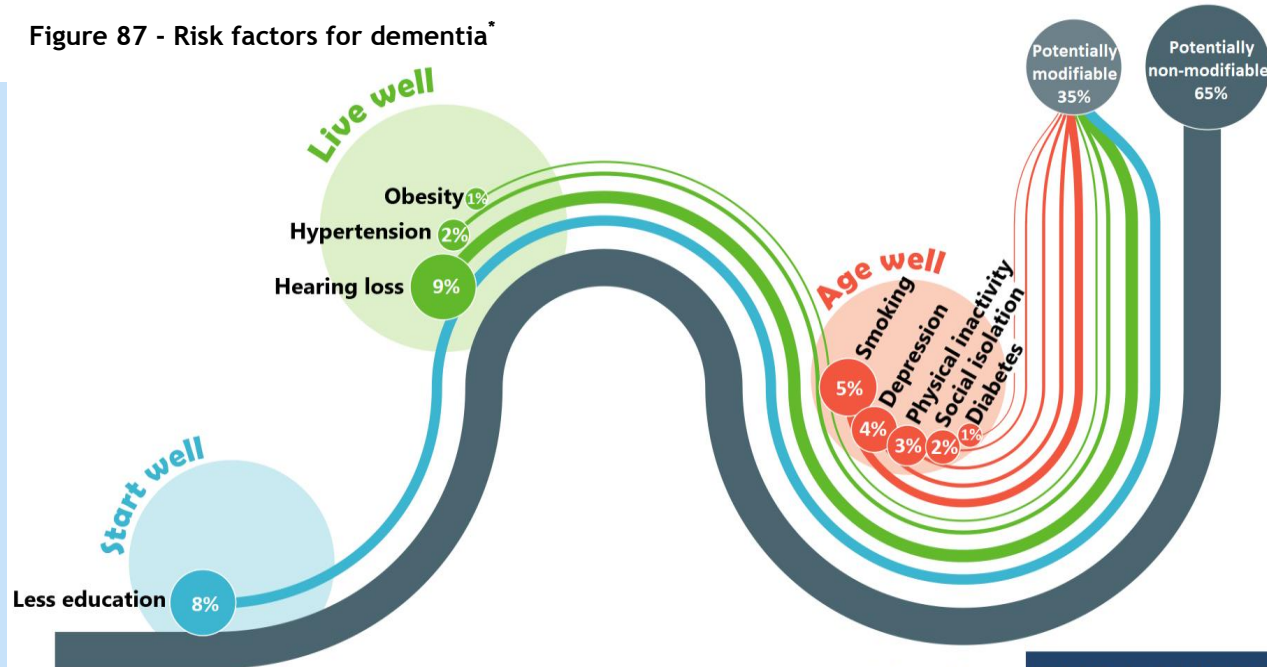 Figure 87 - Risk factors for dementia*
Potentially
modifiable
35%
Potentially
non-modifiable
65%
Live well
Obesity 1%
Hypertension 2%
Hearing loss 9%
Age well
Smoking
5%
Depression
4%
Physical inactivity
3%
Social isolation
2%
Diabetes
1%
Start well
Less education 8%